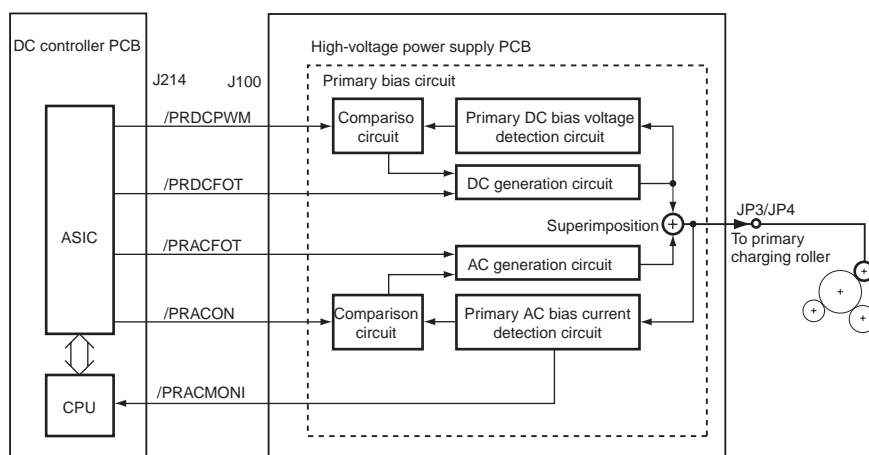 DC controller PCB
High-voltage power supply PCB
J214
J100
Primary bias circuit
/PRDCPWM
Compariso
circuit
Primary DC bias voltage
detection circuit
/PRDCFOT
DC generation circuit
ASIC
Superimposition
JP3/JP4
To primary
charging roller
/PRACFOT
AC generation circuit
/PRACON
Comparison
circuit
Primary AC bias current
detection circuit
CPU
/PRACMONI